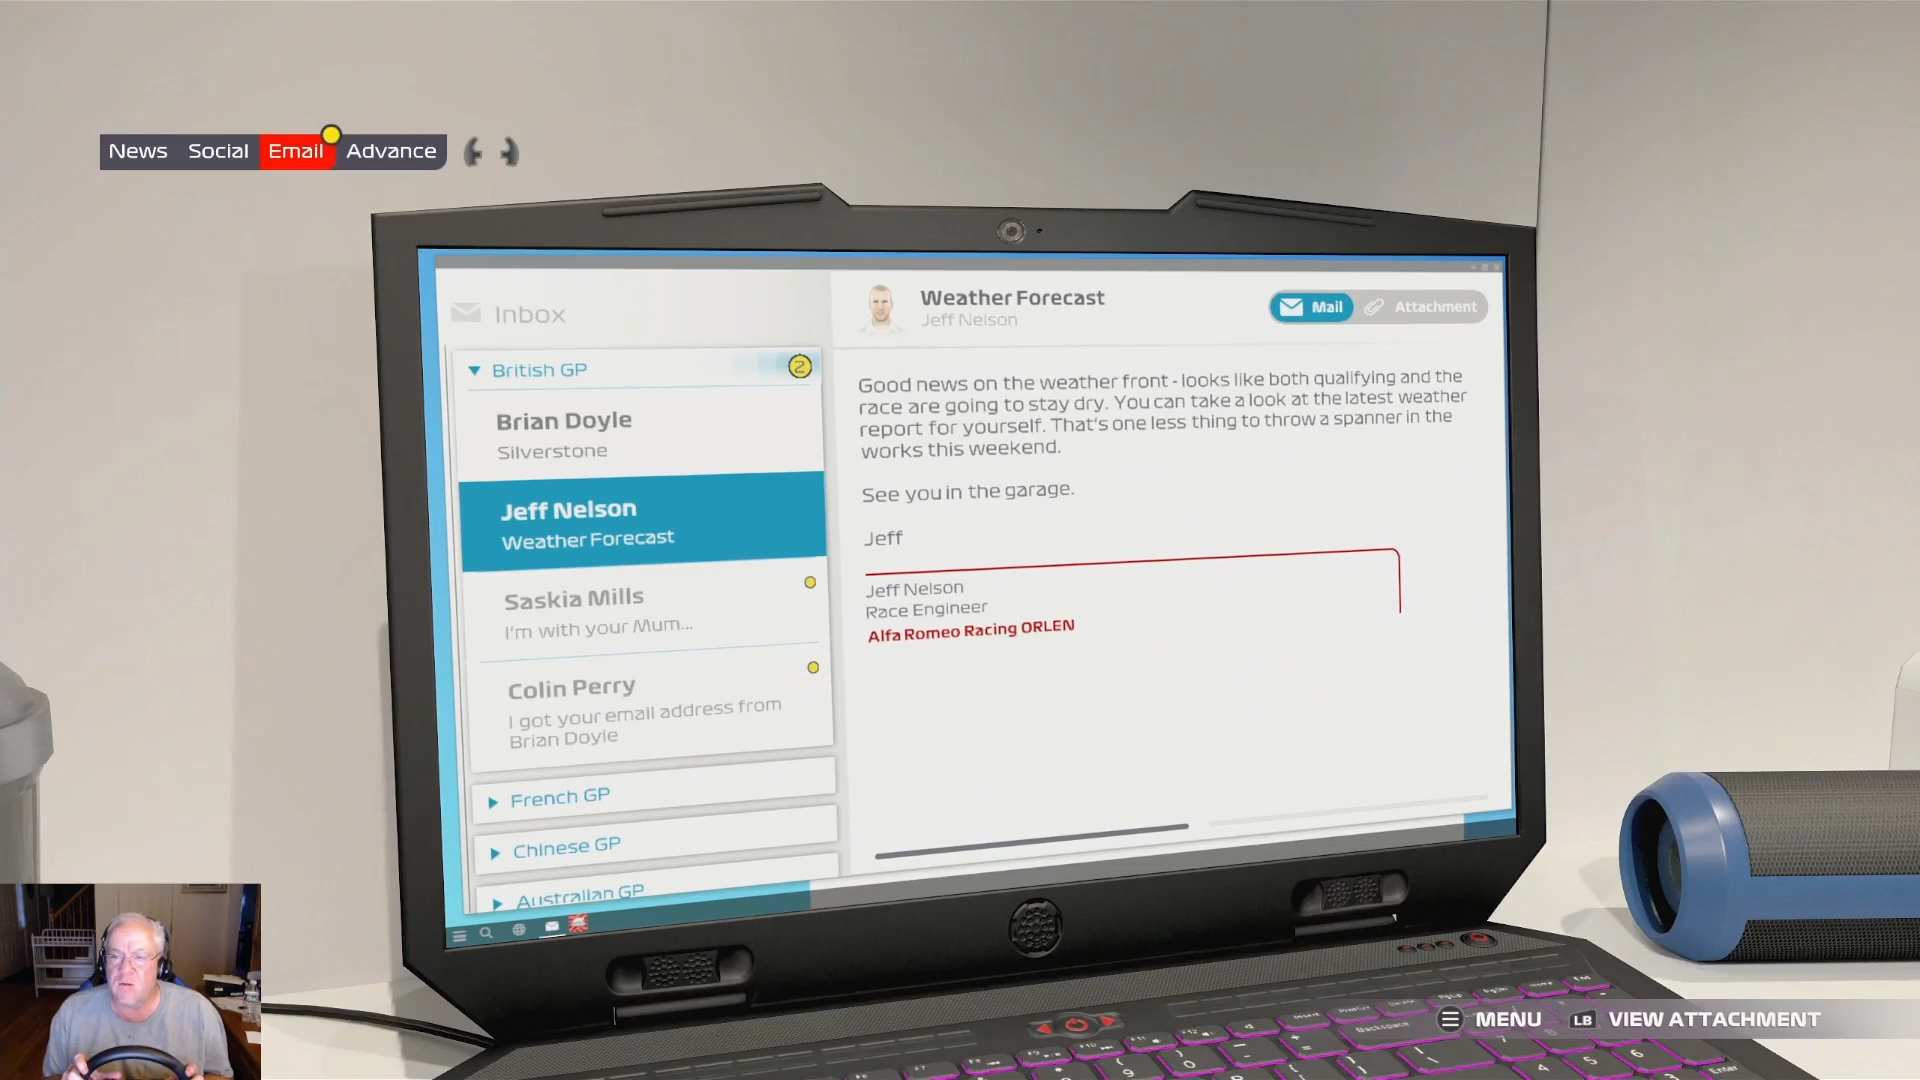 News Social Email Advance
Inbox
British GP 2
Brian Doyle
Silverstone
Jeff Nelson
Weather Forecast
Saskia Mills
I'm with your Mum...
Colin Perry
I got your email address from
Brian Doyle
French GP
Chinese GP
Australian GP
Weather Forecast
Jeff Nelson
Mail Attachment
Good news on the weather front - looks like both qualifying and the
race are going to stay dry. You can take a look at the latest weather
report for yourself. That's one less thing to throw a spanner in the
works this weekend.
See you in the garage.
Jeff
Jeff Nelson
Race Engineer
Alfa Romeo Racing ORLEN
MENU LB VIEW ATTACHMENT
Backspace
Enter